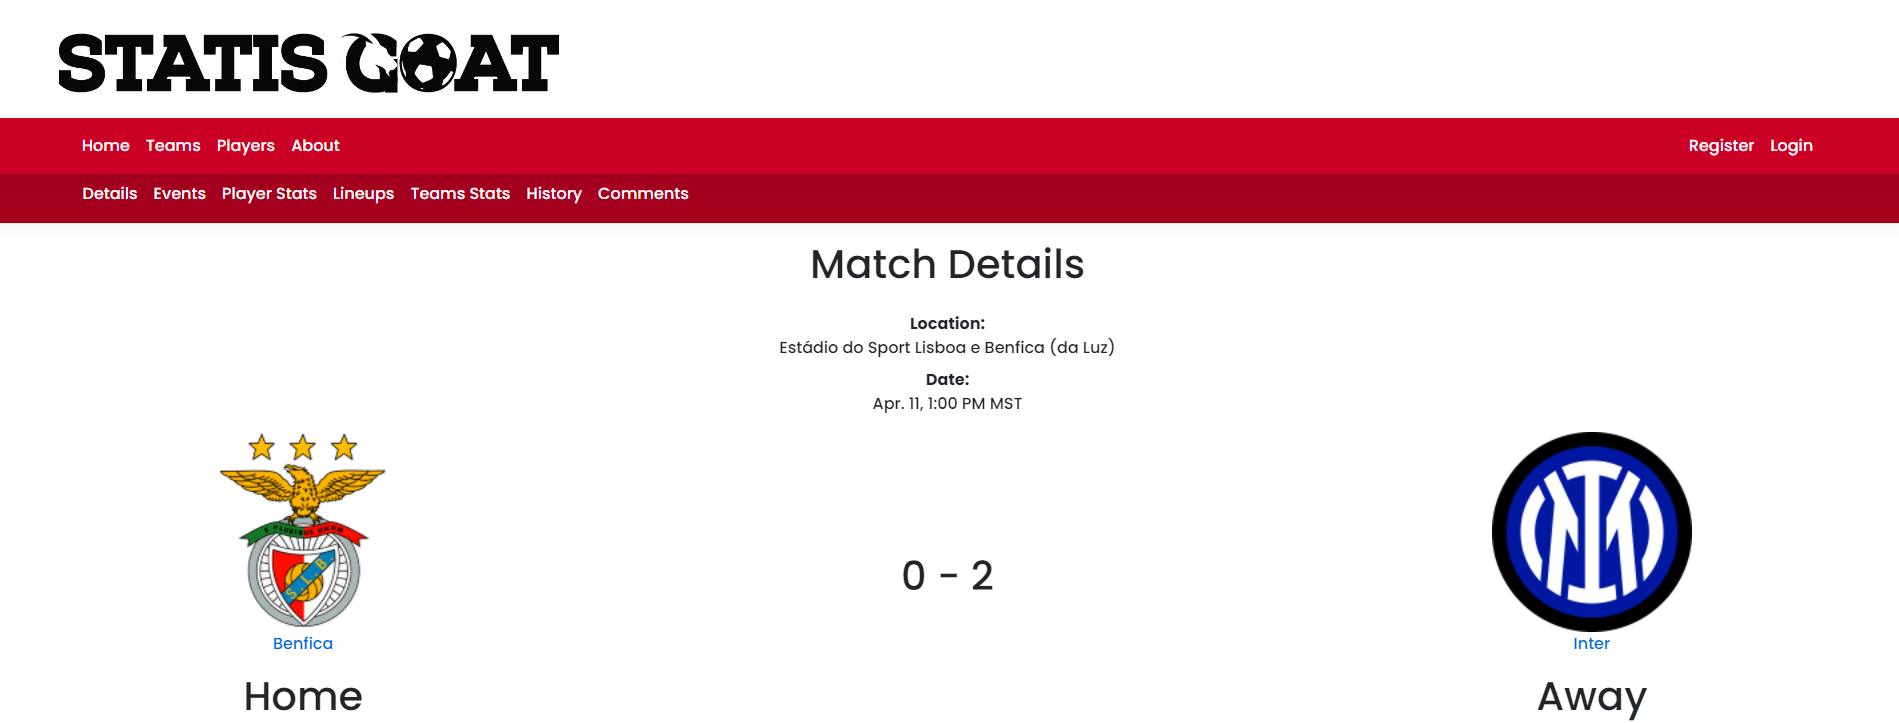 STATIS GOAT
Home Teams Players About Register Login
Details Events Player Stats Lineups Teams Stats History Comments
Match Details
Location:
Estádio do Sport Lisboa e Benfica (da Luz)
Date:
Apr. 11, 1:00 PM MST
E PLURIBUS UNUM
S.L.B.
0 - 2
Benfica Inter
Home Away